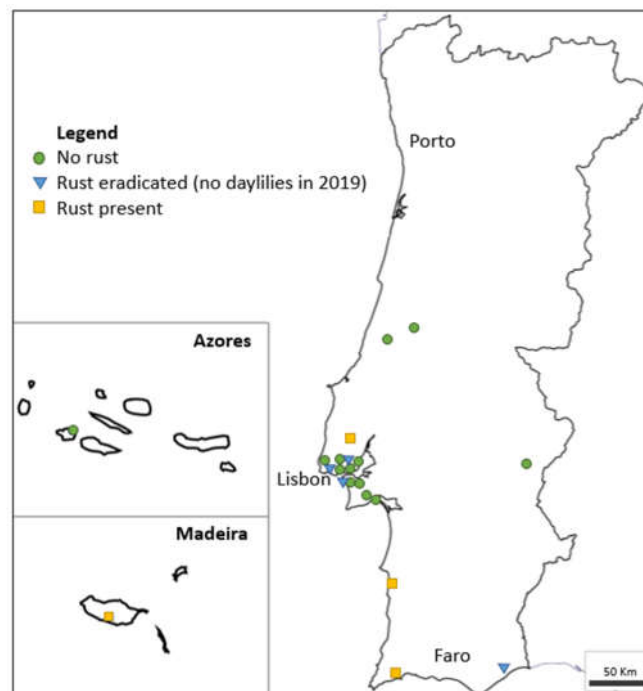 Legend
No rust
Rust eradicated (no daylilies in 2019)
Rust present
Porto
Azores
Lisbon
Madeira
Faro
50 Km